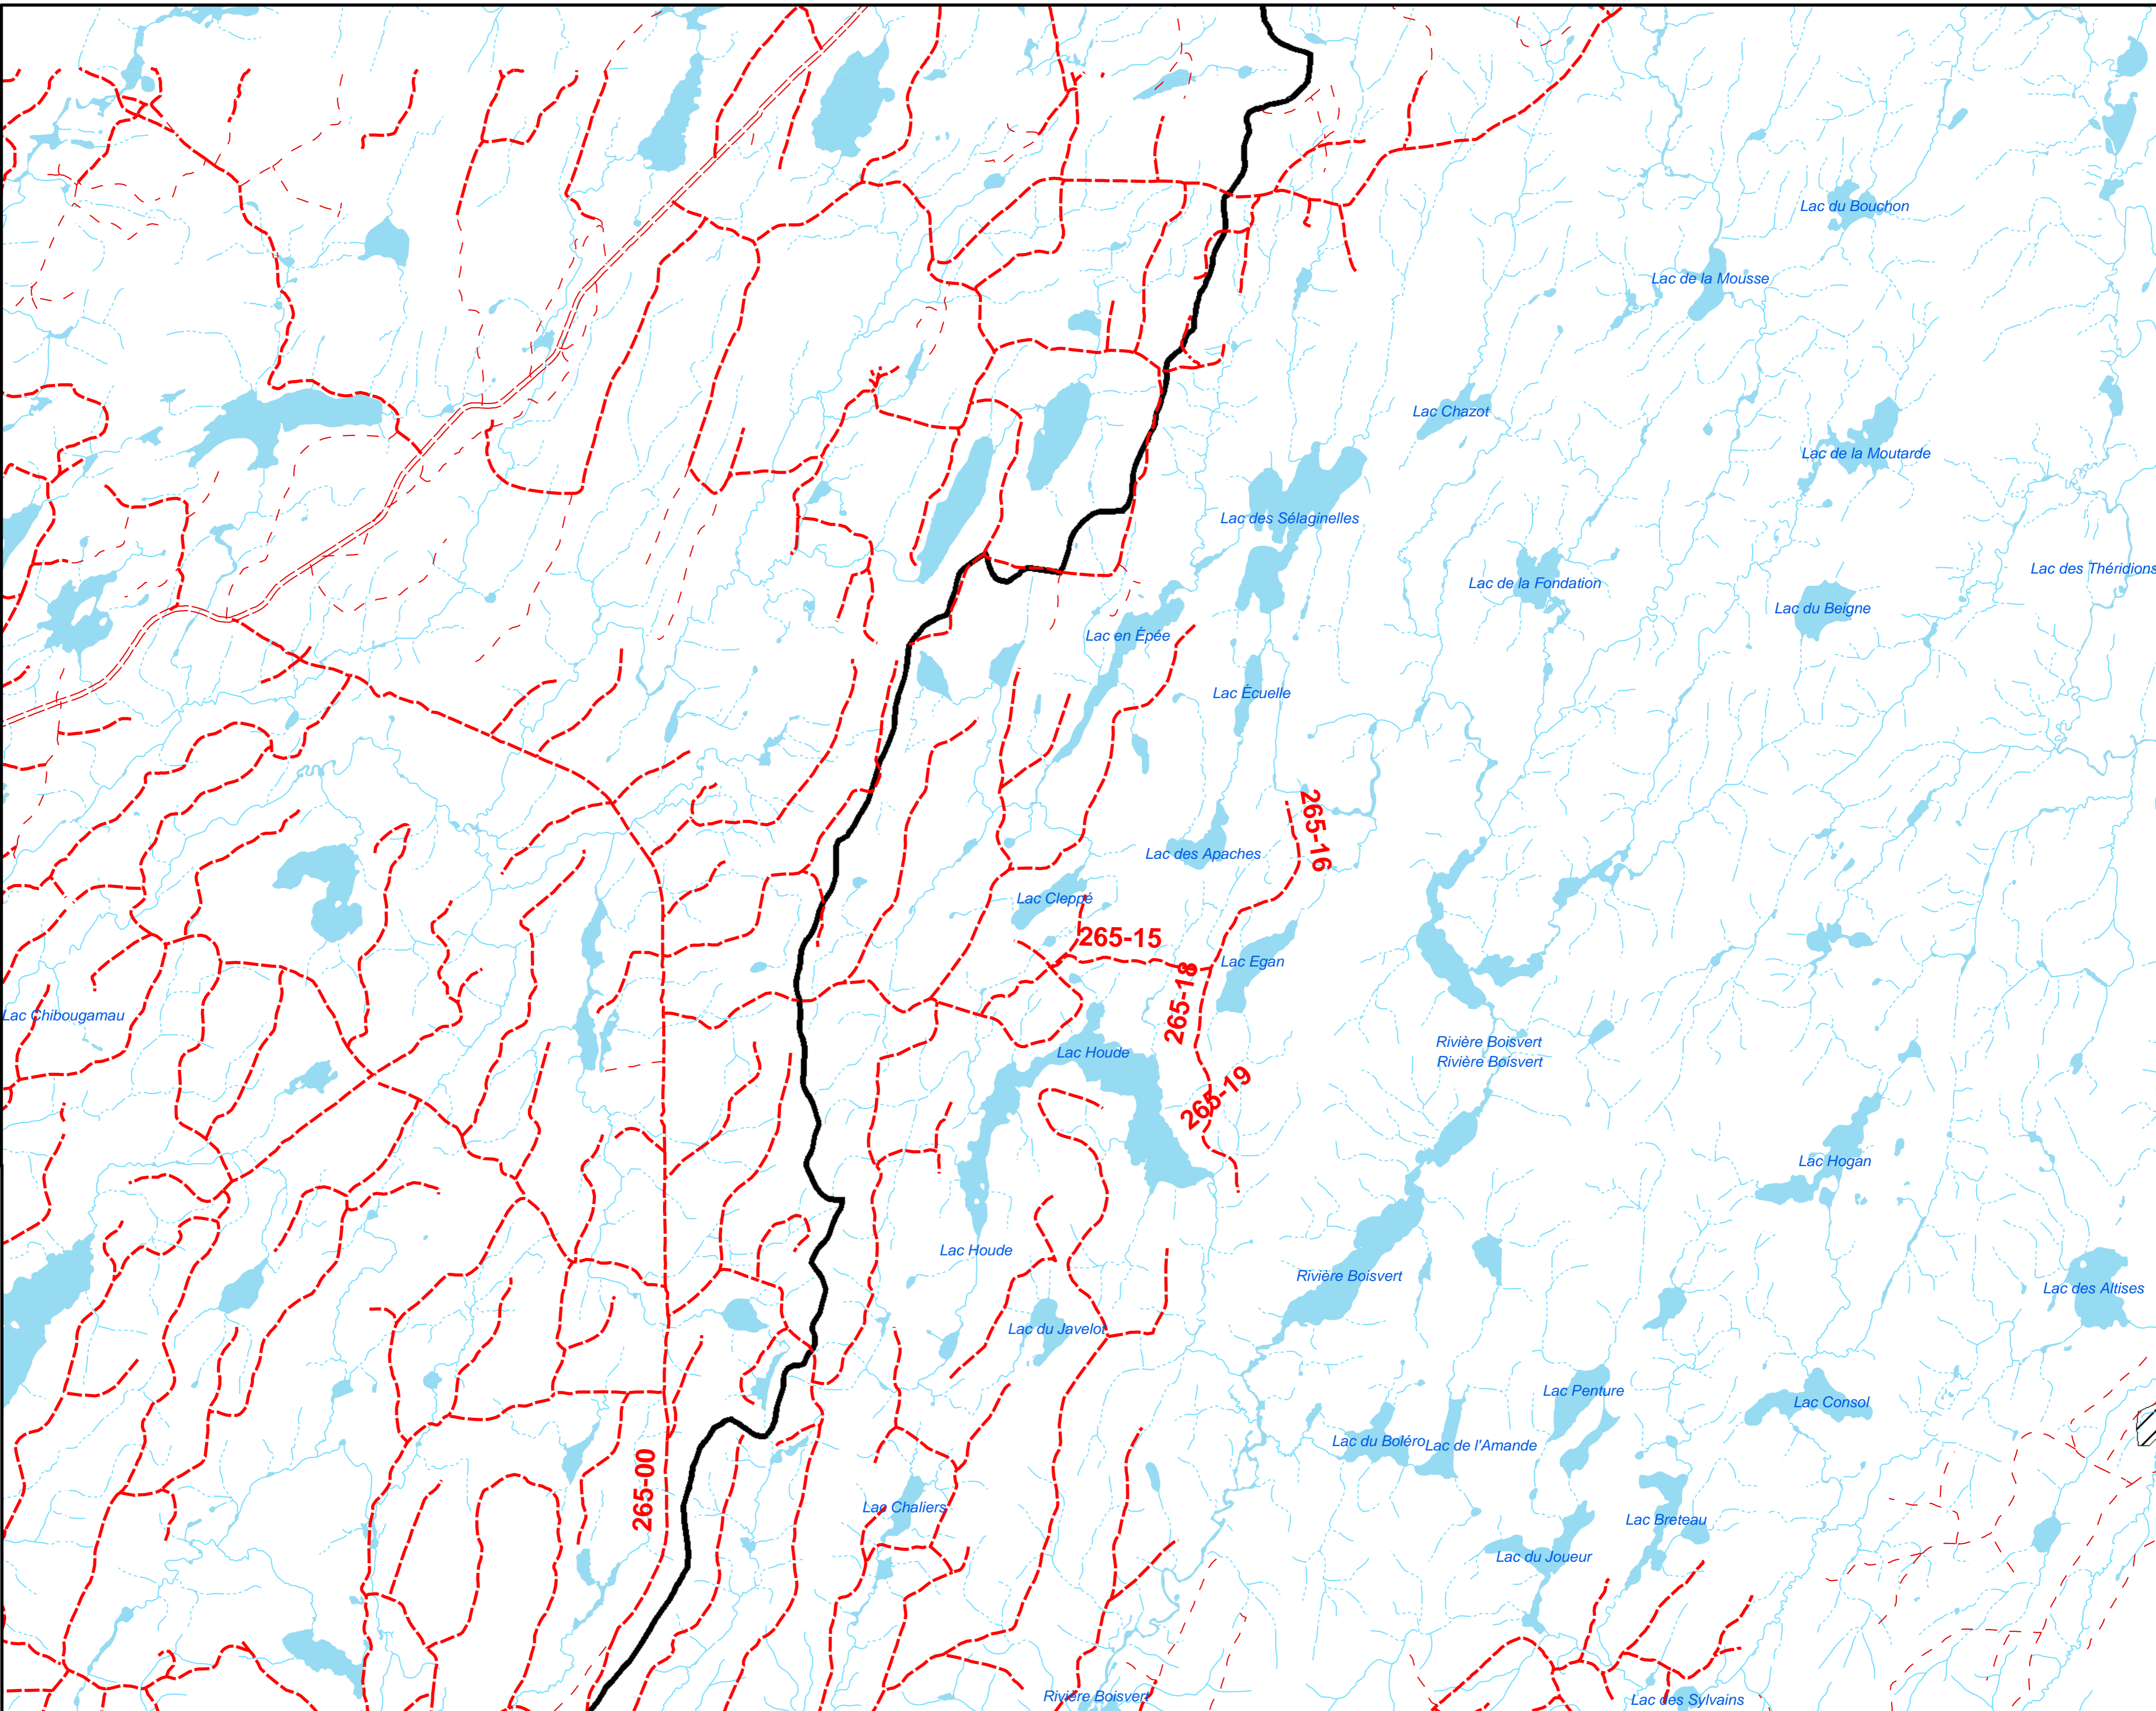 Lac du Bouchon
Lac de la Mousse
Lac Chazot
Lac de la Moutarde
Lac des Sélaginelles
Lac des Théridions
Lac de la Fondation
Lac du Beigne
Lac en Épée
Lac Écuelle
265-16
Lac des Apaches
Lac Cleppé
265-15
Lac Egan
265-18
Lac Chibougamau
Rivière Boisvert
Lac Houde
Rivière Boisvert
265-19
Lac Hogan
Lac Houde
Rivière Boisvert
Lac des Altises
Lac du Javelot
Lac Penture
Lac Consol
Lac du Boléro
Lac de l'Amande
265-00
Lac Chaliers
Lac Breteau
Lac du Joueur
Rivière Boisvert
Lac des Sylvains